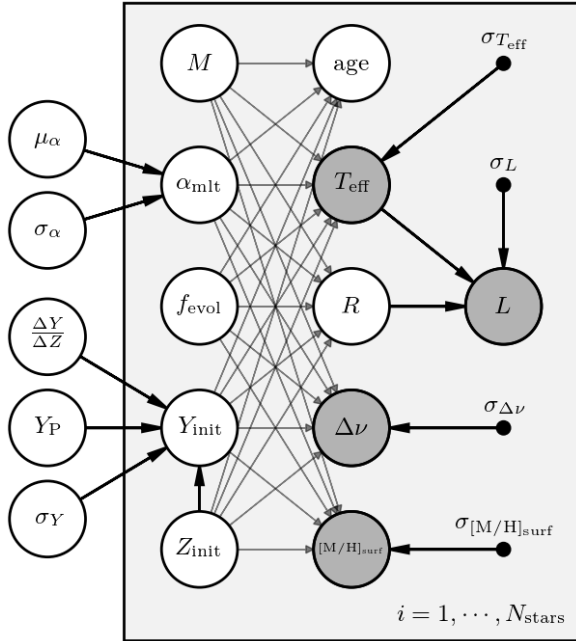 M
age
σ_{T_eff}
μ_α
α_mlt
T_eff
σ_L
σ_α
ΔY/ΔZ
f_evol
R
L
Y_P
Y_init
Δν
σ_{Δν}
σ_Y
Z_init
[M/H]_surf
σ_{[M/H]_surf}
i = 1, ⋯, N_stars